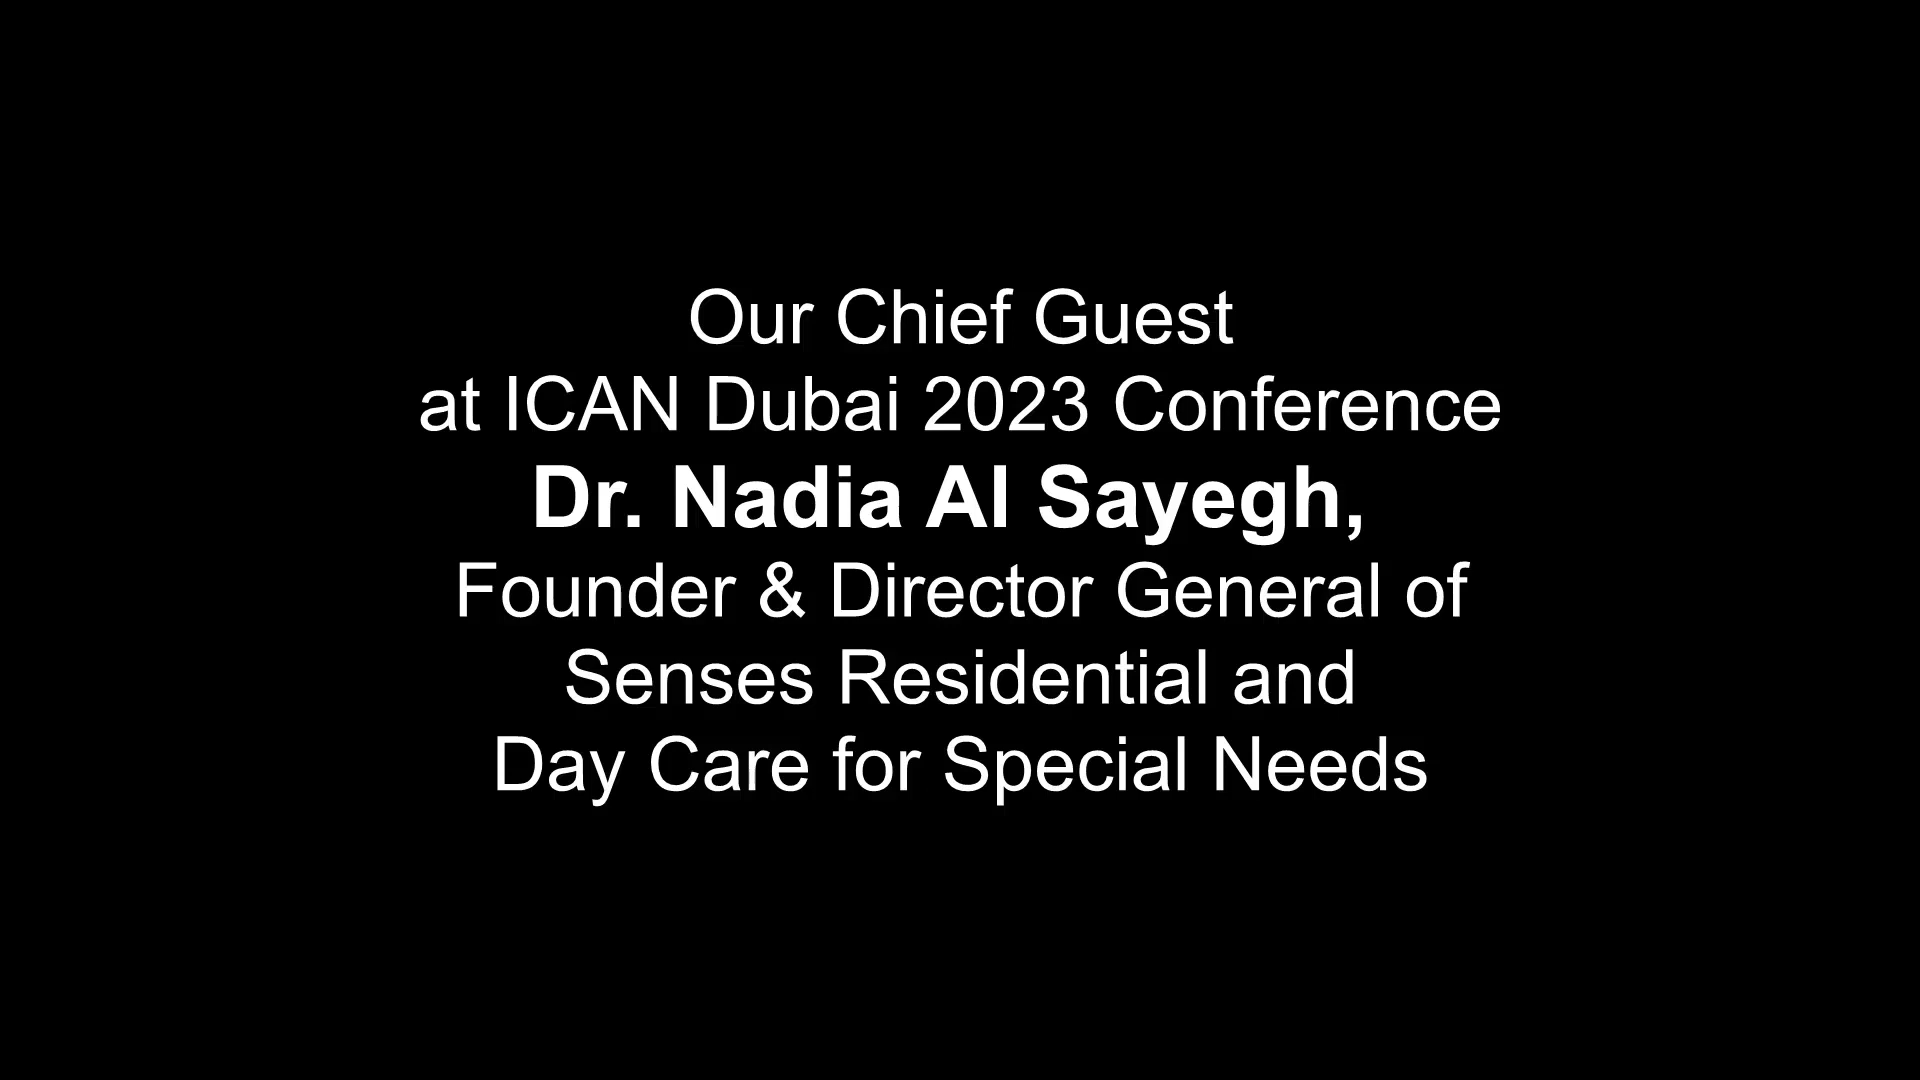 Our Chief Guest
at ICAN Dubai 2023 Conference
Dr. Nadia Al Sayegh,
Founder & Director General of
Senses Residential and
Day Care for Special Needs